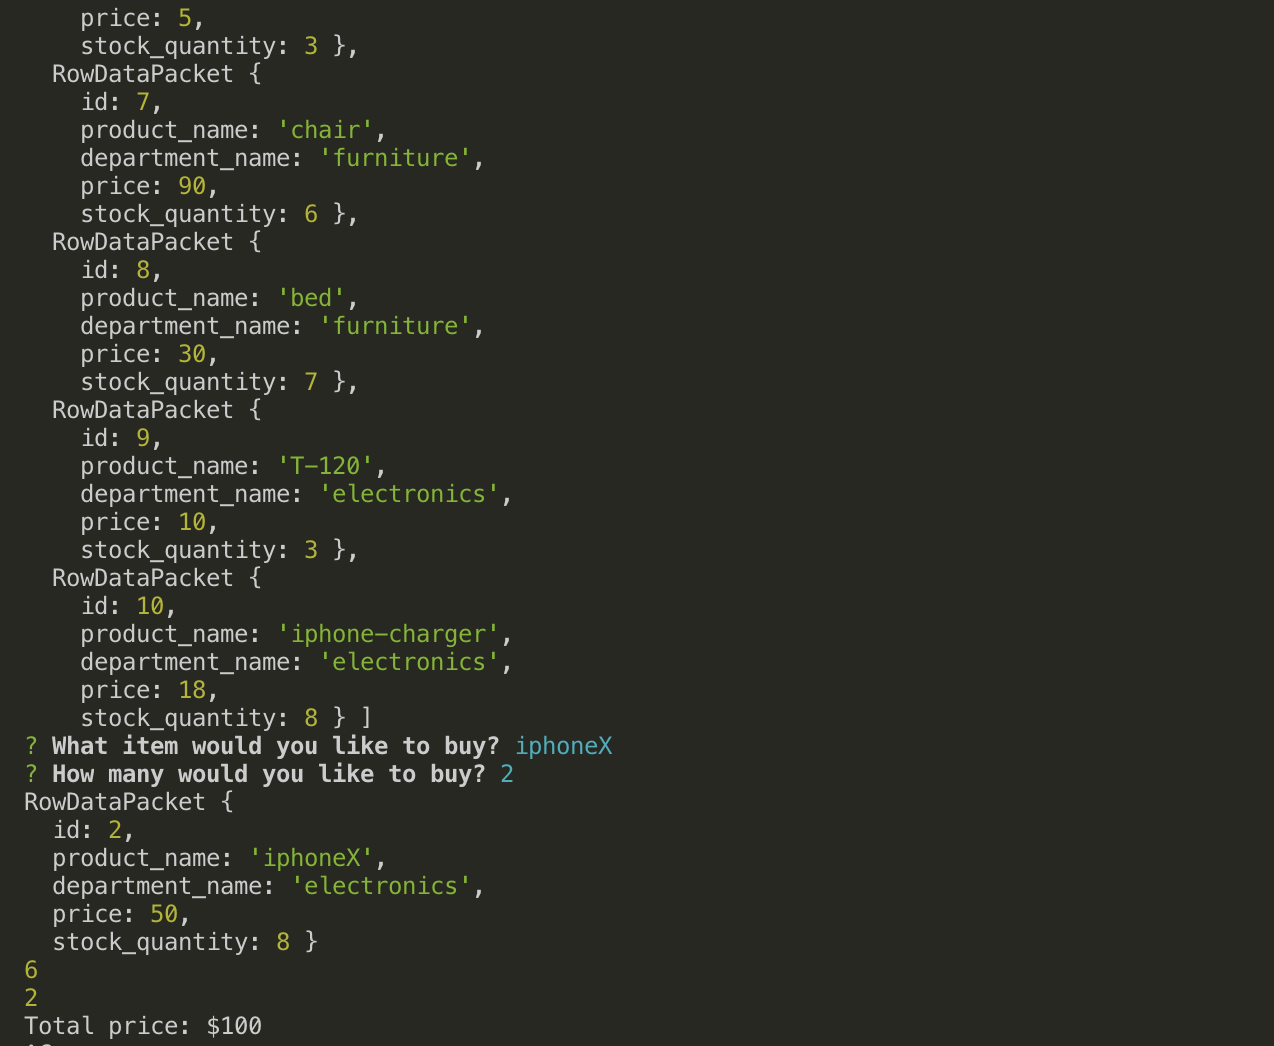 price: 5,
stock_quantity: 3 },
RowDataPacket {
id: 7,
product_name: 'chair',
department_name: 'furniture',
price: 90,
stock_quantity: 6 },
RowDataPacket {
id: 8,
product_name: 'bed',
department_name: 'furniture',
price: 30,
stock_quantity: 7 },
RowDataPacket {
id: 9,
product_name: 'T-120',
department_name: 'electronics',
price: 10,
stock_quantity: 3 },
RowDataPacket {
id: 10,
product_name: 'iphone-charger',
department_name: 'electronics',
price: 18,
stock_quantity: 8 } ]
? What item would you like to buy? iphoneX
? How many would you like to buy? 2
RowDataPacket {
id: 2,
product_name: 'iphoneX',
department_name: 'electronics',
price: 50,
stock_quantity: 8 }
6
2
Total price: $100